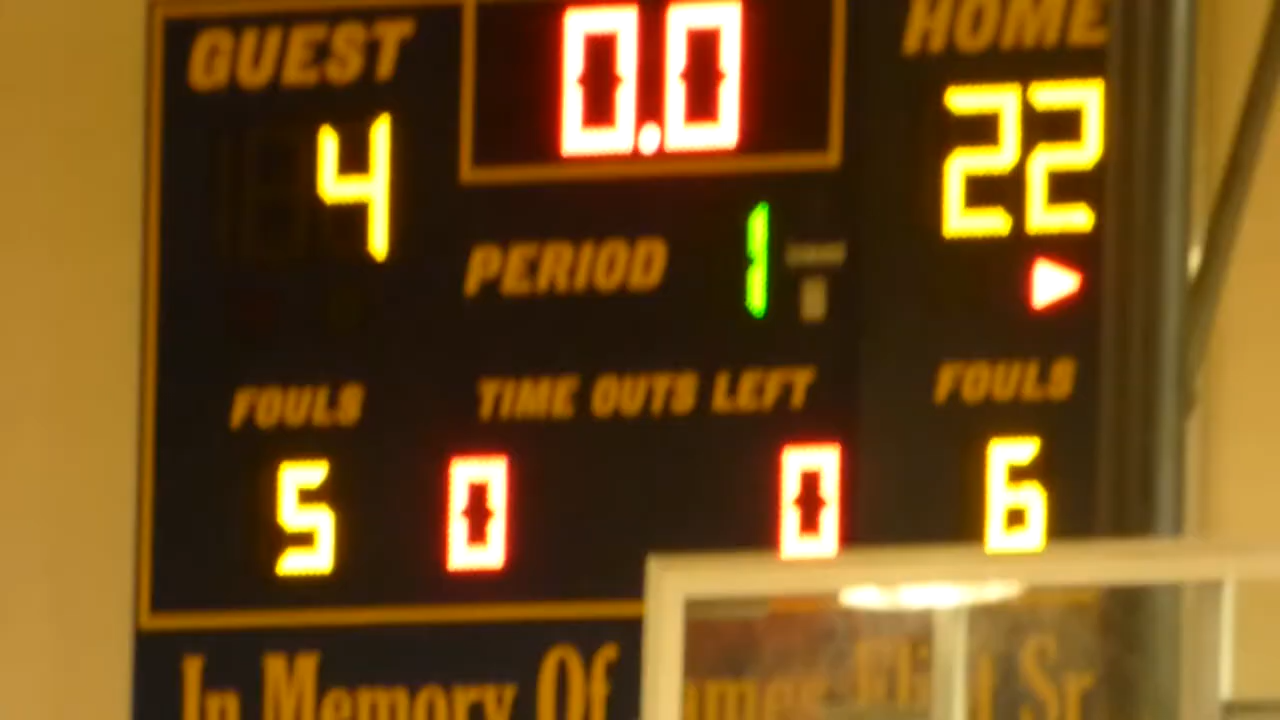 GUEST 0.0 HOME
4 22
PERIOD 1
FOULS TIME OUTS LEFT FOULS
5 0 0 6
In Memory Of Sr